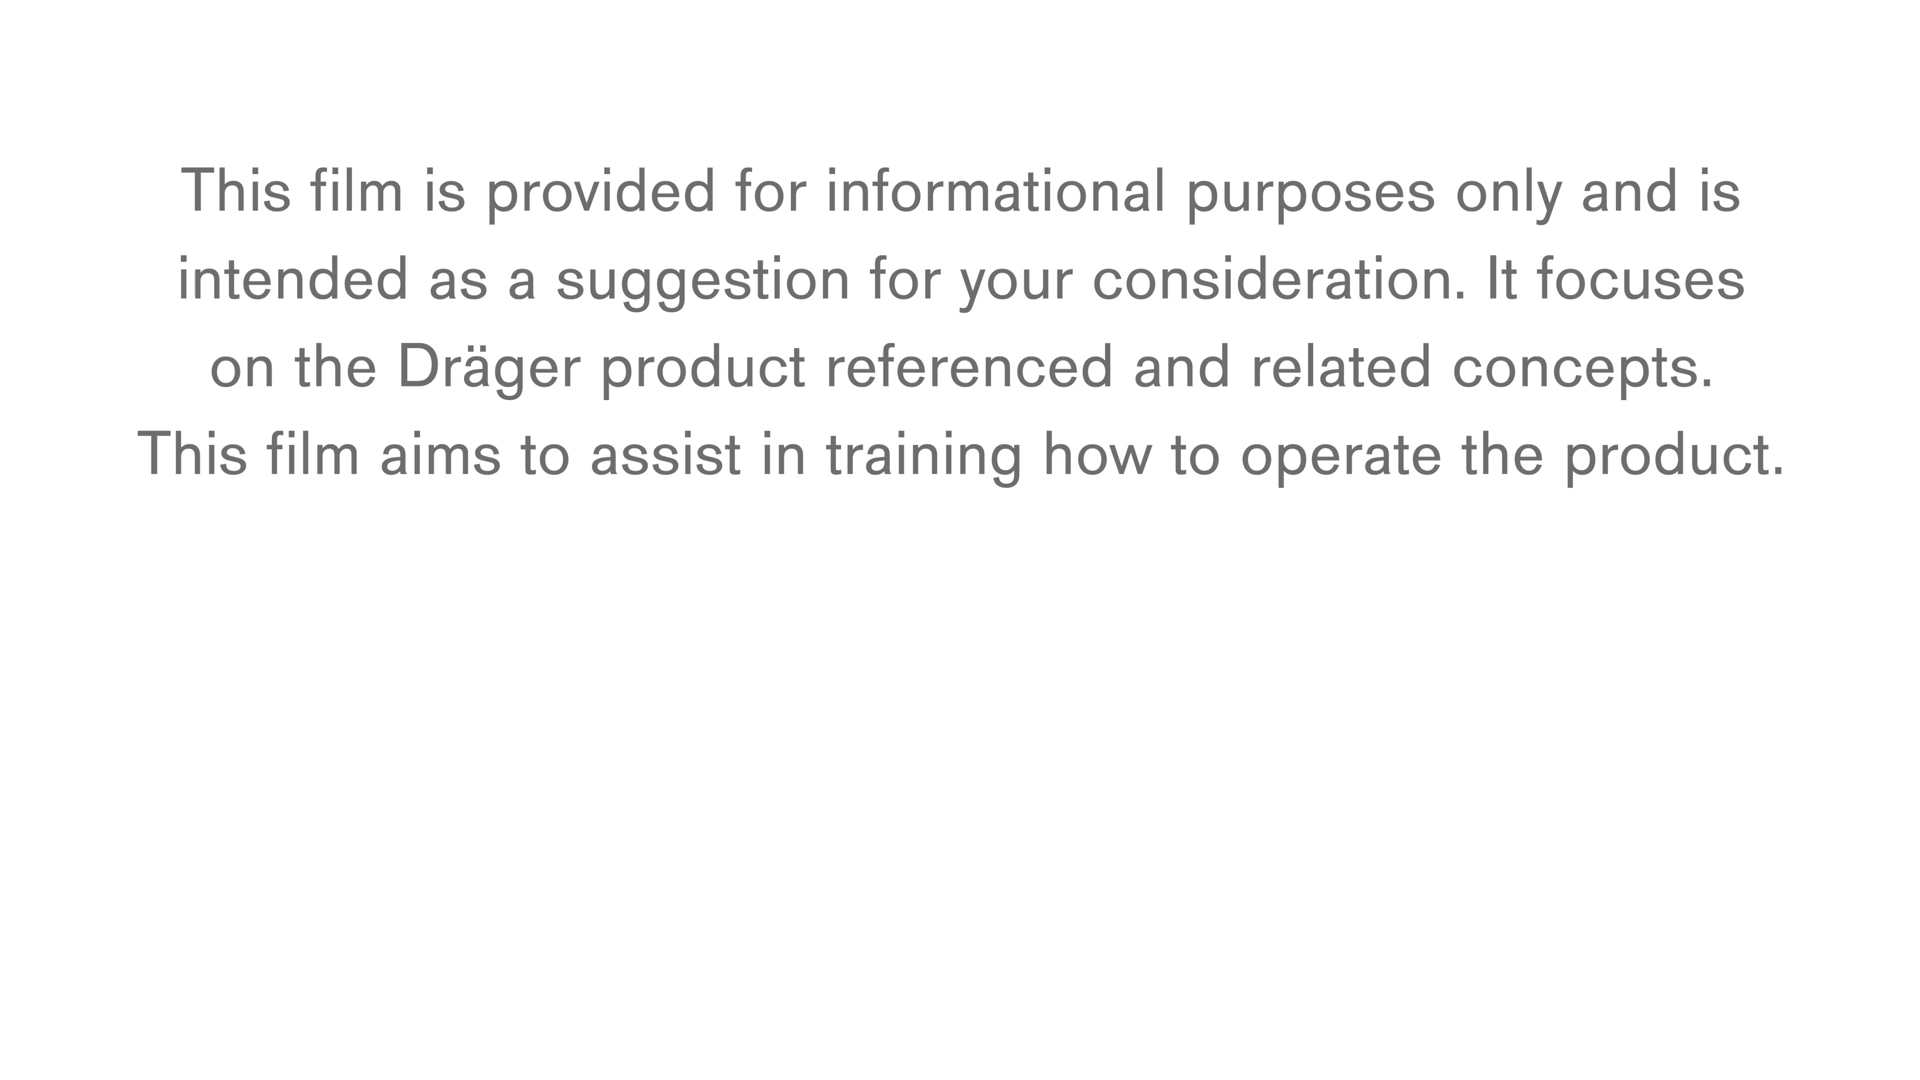 This film is provided for informational purposes only and is
intended as a suggestion for your consideration. It focuses
on the Dräger product referenced and related concepts.
This film aims to assist in training how to operate the product.